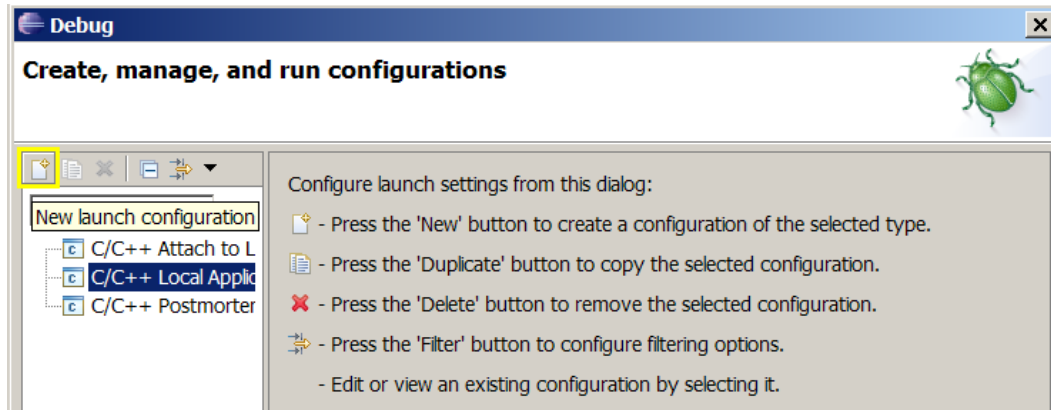 Debug
Create, manage, and run configurations
New launch configuration
C/C++ Attach to L
C/C++ Local Applic
C/C++ Postmorter
Configure launch settings from this dialog:
- Press the 'New' button to create a configuration of the selected type.
- Press the 'Duplicate' button to copy the selected configuration.
- Press the 'Delete' button to remove the selected configuration.
- Press the 'Filter' button to configure filtering options.
- Edit or view an existing configuration by selecting it.